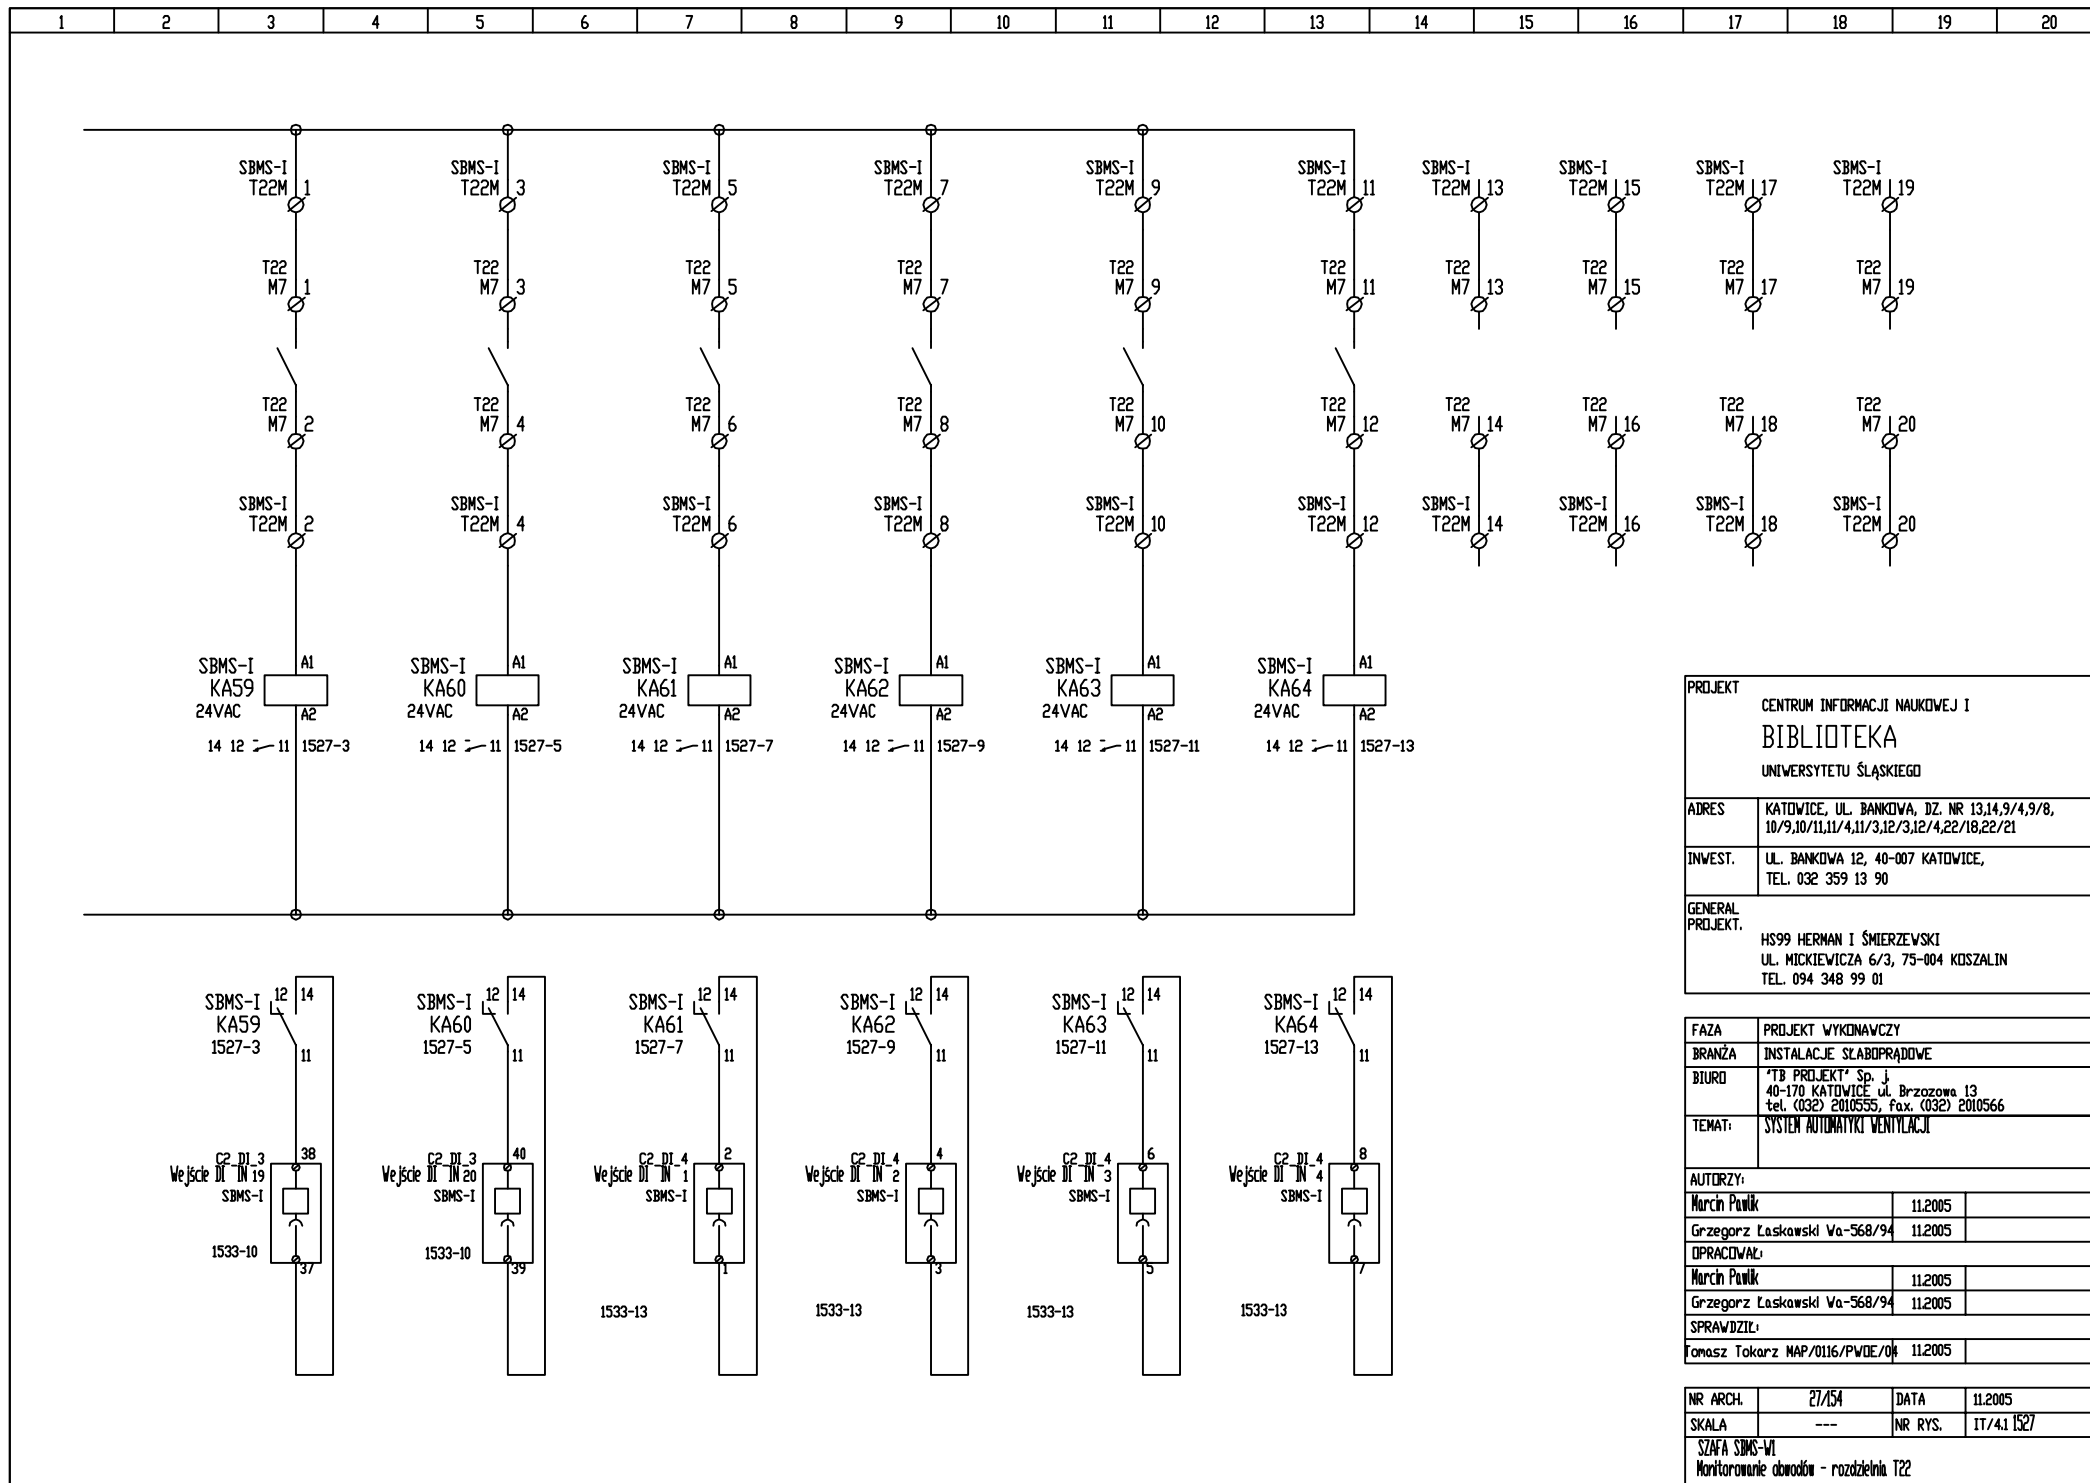 1 2 3 4 5 6 7 8 9 10 11 12 13 14 15 16 17 18 19 20
SBMS-I SBMS-I SBMS-I SBMS-I SBMS-I SBMS-I SBMS-I SBMS-I SBMS-I SBMS-I
T22M 1 T22M 3 T22M 5 T22M 7 T22M 9 T22M 11 T22M 13 T22M 15 T22M 17 T22M 19
T22 T22 T22 T22 T22 T22 T22 T22 T22 T22
M7 1 M7 3 M7 5 M7 7 M7 9 M7 11 M7 13 M7 15 M7 17 M7 19
T22 T22 T22 T22 T22 T22 T22 T22 T22 T22
M7 2 M7 4 M7 6 M7 8 M7 10 M7 12 M7 14 M7 16 M7 18 M7 20
SBMS-I SBMS-I SBMS-I SBMS-I SBMS-I SBMS-I SBMS-I SBMS-I SBMS-I SBMS-I
T22M 2 T22M 4 T22M 6 T22M 8 T22M 10 T22M 12 T22M 14 T22M 16 T22M 18 T22M 20
SBMS-I A1 SBMS-I A1 SBMS-I A1 SBMS-I A1 SBMS-I A1 SBMS-I A1
KA59 KA60 KA61 KA62 KA63 KA64
24VAC A2 24VAC A2 24VAC A2 24VAC A2 24VAC A2 24VAC A2
14 12 11 1527-3 14 12 11 1527-5 14 12 11 1527-7 14 12 11 1527-9 14 12 11 1527-11 14 12 11 1527-13
SBMS-I 12 14 SBMS-I 12 14 SBMS-I 12 14 SBMS-I 12 14 SBMS-I 12 14 SBMS-I 12 14
KA59 KA60 KA61 KA62 KA63 KA64
1527-3 11 1527-5 11 1527-7 11 1527-9 11 1527-11 11 1527-13 11
C2_DI_3 38 C2_DI_3 40 C2_DI_4 2 C2_DI_4 4 C2_DI_4 6 C2_DI_4 8
Wejście DI IN 19 Wejście DI IN 20 Wejście DI IN 1 Wejście DI IN 2 Wejście DI IN 3 Wejście DI IN 4
SBMS-I SBMS-I SBMS-I SBMS-I SBMS-I SBMS-I
1533-10 37 1533-10 39 1 3 5 7
1533-13 1533-13 1533-13 1533-13
PROJEKT
CENTRUM INFORMACJI NAUKOWEJ I
BIBLIOTEKA
UNIWERSYTETU ŚLĄSKIEGO
ADRES KATOWICE, UL. BANKOWA, DZ. NR 13,14,9/4,9/8,
10/9,10/11,11/4,11/3,12/3,12/4,22/18,22/21
INWEST. UL. BANKOWA 12, 40-007 KATOWICE,
TEL. 032 359 13 90
GENERAL
PROJEKT.
HS99 HERMAN I ŚMIERZEWSKI
UL. MICKIEWICZA 6/3, 75-004 KOSZALIN
TEL. 094 348 99 01
FAZA PROJEKT WYKONAWCZY
BRANŻA INSTALACJE SŁABOPRĄDOWE
BIURO "TB PROJEKT" Sp. j.
40-170 KATOWICE ul. Brzozowa 13
tel. (032) 2010555, fax. (032) 2010566
TEMAT: SYSTEM AUTOMATYKI WENTYLACJI
AUTORZY:
Marcin Pawlik 11.2005
Grzegorz Łaskawski Wa-568/94 11.2005
OPRACOWAŁ:
Marcin Pawlik 11.2005
Grzegorz Łaskawski Wa-568/94 11.2005
SPRAWDZIŁ:
Tomasz Tokarz MAP/0116/PWOE/04 11.2005
NR ARCH. 27/154 DATA 11.2005
SKALA --- NR RYS. IT/4.1 1527
SZAFA SBMS-W1
Monitorowanie obwodów - rozdzielnia T22